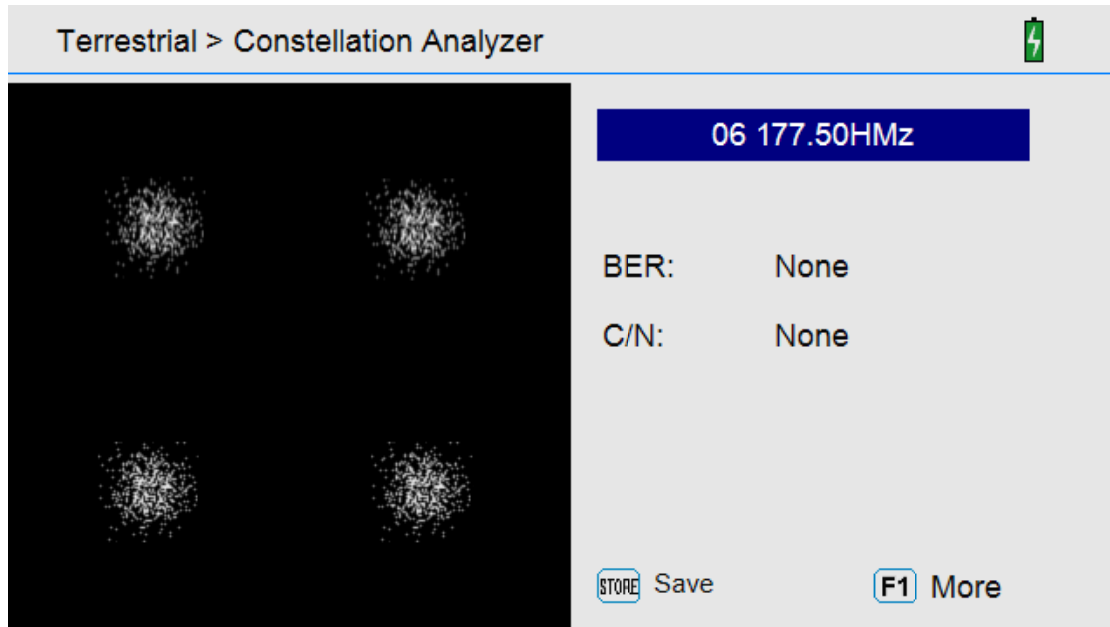 Terrestrial > Constellation Analyzer
06 177.50HMz
BER: None
C/N: None
STORE Save F1 More